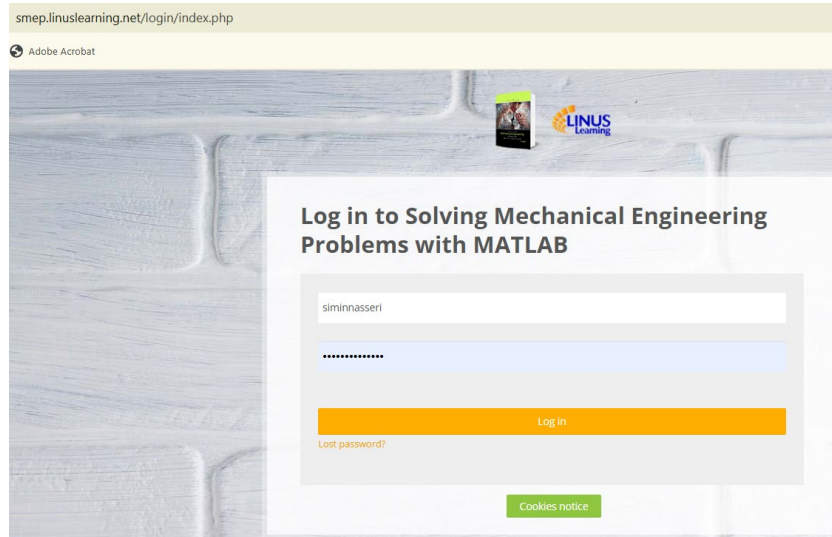 smep.linuslearning.net/login/index.php
Adobe Acrobat
LINUS
Learning
Log in to Solving Mechanical Engineering
Problems with MATLAB
siminnasseri
••••••••••••••
Log in
Lost password?
Cookies notice